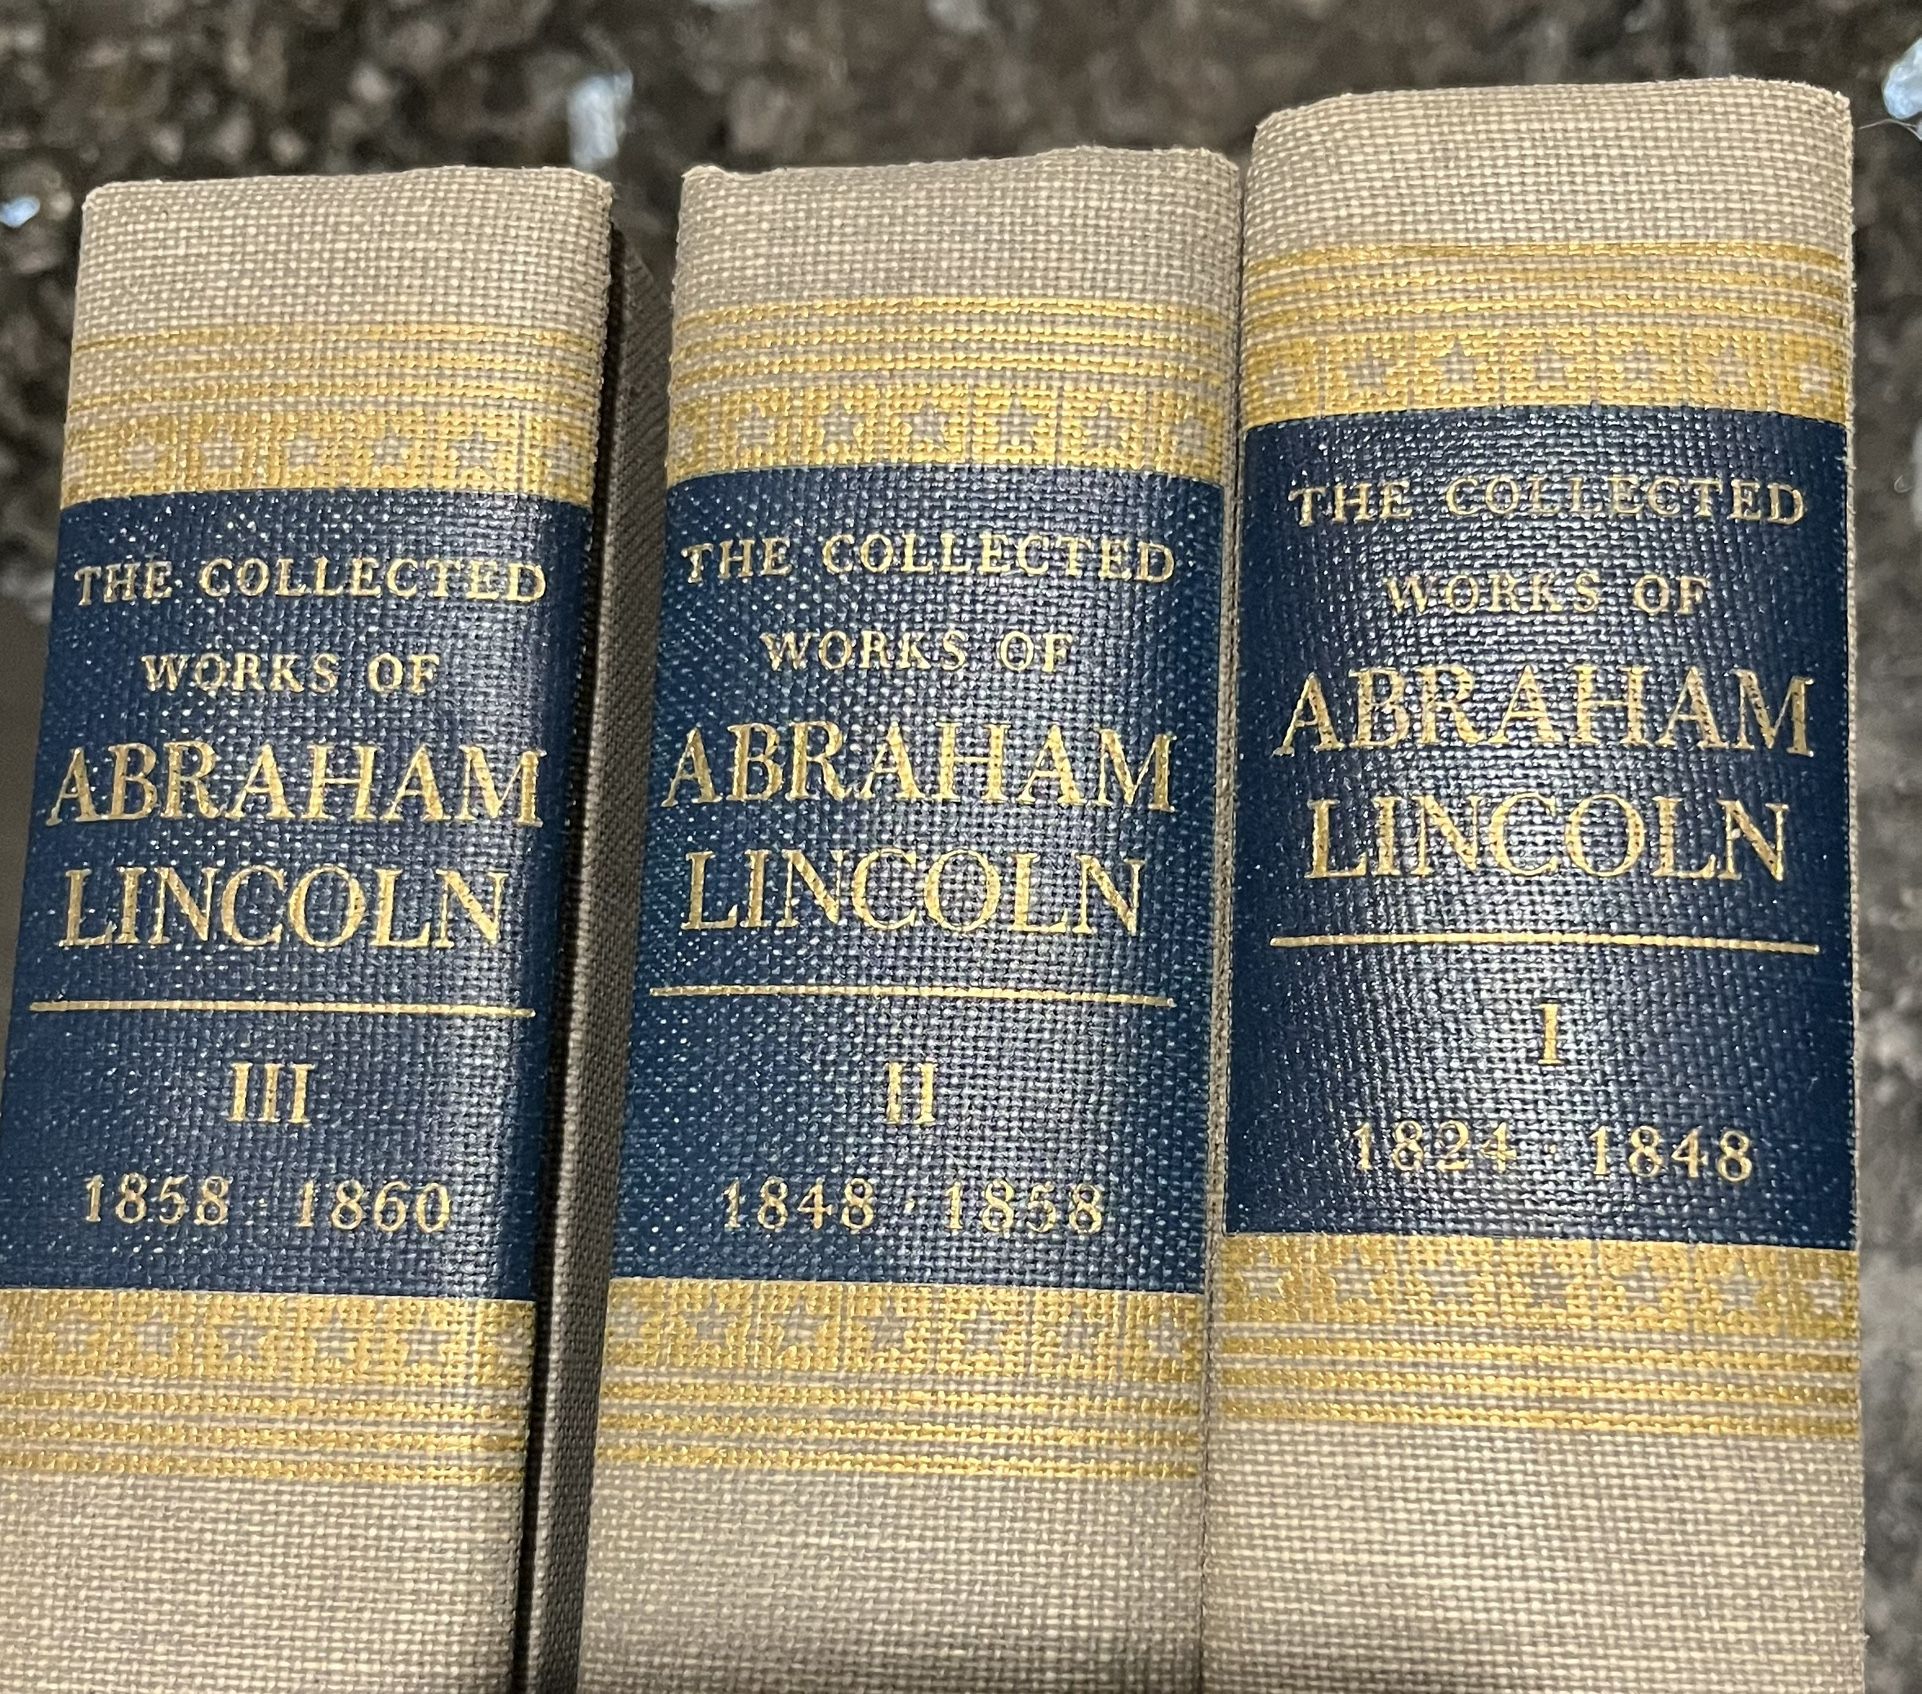 THE COLLECTED
WORKS OF
ABRAHAM
LINCOLN
III
1858 · 1860
THE COLLECTED
WORKS OF
ABRAHAM
LINCOLN
II
1848 · 1858
THE COLLECTED
WORKS OF
ABRAHAM
LINCOLN
I
1824 · 1848